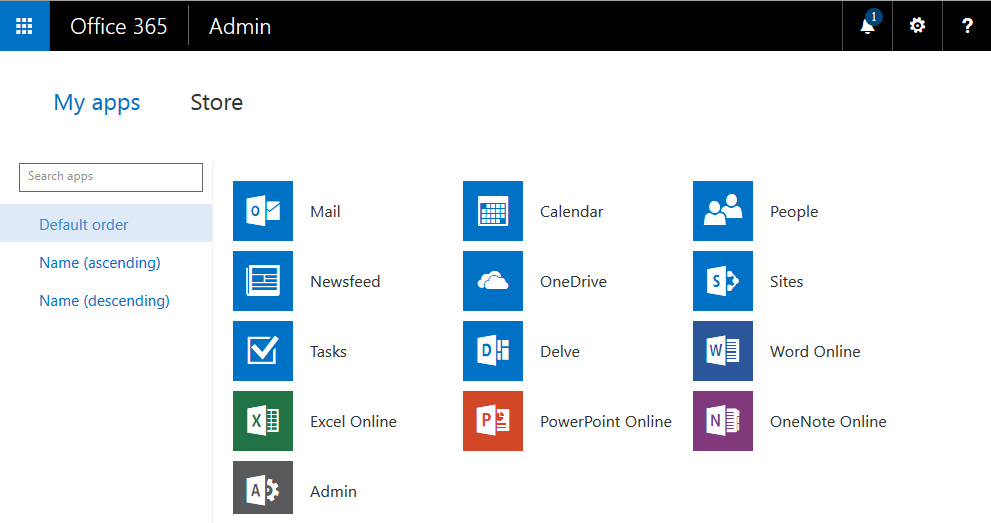 Office 365 Admin 1 ?
My apps Store
Search apps
Default order
Name (ascending)
Name (descending)
Mail Calendar People
Newsfeed OneDrive Sites
Tasks Delve Word Online
Excel Online PowerPoint Online OneNote Online
Admin